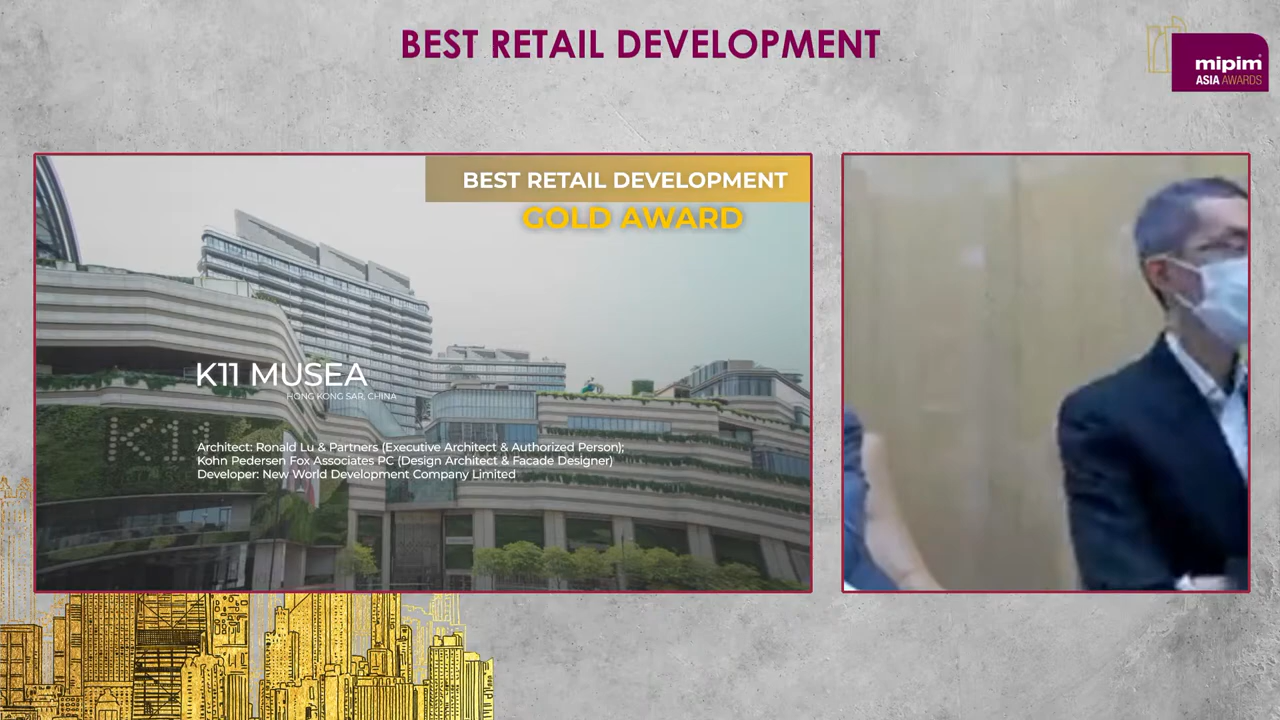 BEST RETAIL DEVELOPMENT
mipim
ASIA AWARDS
BEST RETAIL DEVELOPMENT
GOLD AWARD
K11 MUSEA
HONG KONG SAR, CHINA
K11
Architect: Ronald Lu & Partners (Executive Architect & Authorized Person);
Kohn Pedersen Fox Associates PC (Design Architect & Facade Designer)
Developer: New World Development Company Limited